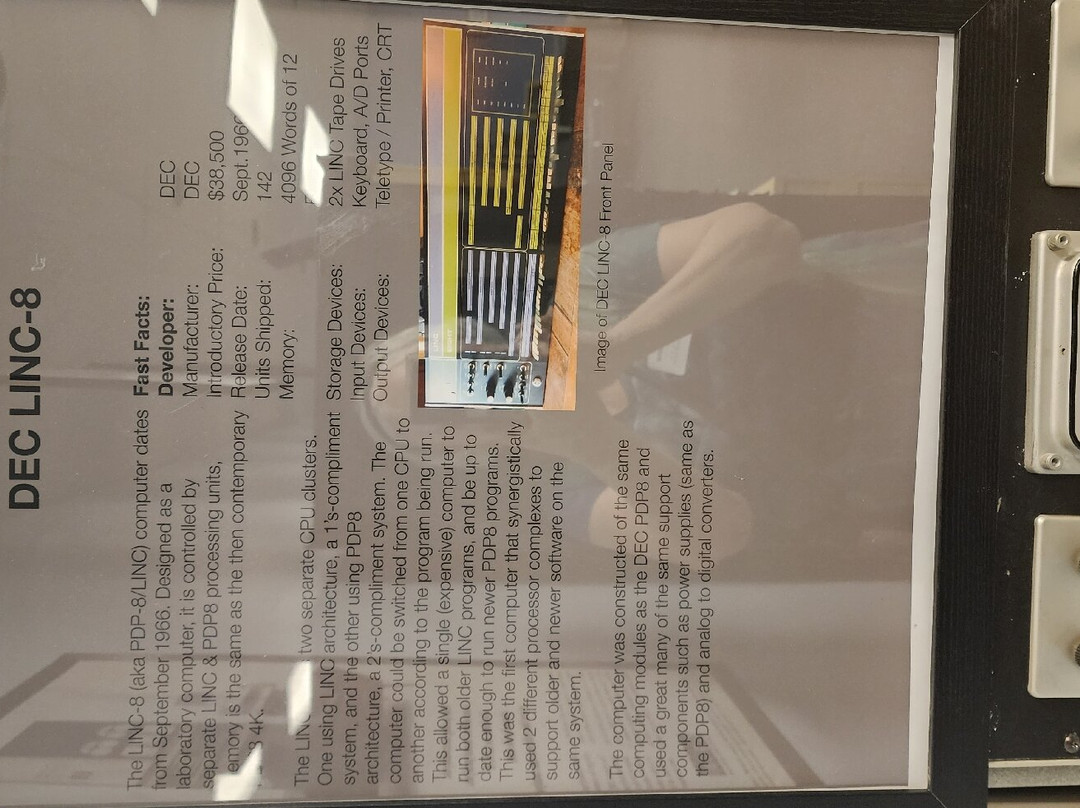 DEC LINC-8
The LINC-8 (aka PDP-8/LINC) computer dates
from September 1966. Designed as a
laboratory computer, it is controlled by
separate LINC & PDP8 processing units,
emory is the same as the then contemporary
4K.
The two separate CPU clusters.
One using LINC architecture, a 1's-compliment
system, and the other using PDP8
architecture, a 2's-compliment system. The
computer could be switched from one CPU to
another according to the program being run.
This allowed a single (expensive) computer to
run both older LINC programs, and be up to
date enough to run newer PDP8 programs.
This was the first computer that synergistically
used 2 different processor complexes to
support older and newer software on the
same system.
The computer was constructed of the same
computing modules as the DEC PDP8 and
used a great many of the same support
components such as power supplies (same as
the PDP8) and analog to digital converters.
Fast Facts:
Developer: DEC
Manufacturer: DEC
Introductory Price: $38,500
Release Date: Sept.196
Units Shipped: 142
Memory: 4096 Words of 12
Storage Devices: 2x LINC Tape Drives
Input Devices: Keyboard, A/D Ports
Output Devices: Teletype / Printer, CRT
Image of DEC LINC-8 Front Panel